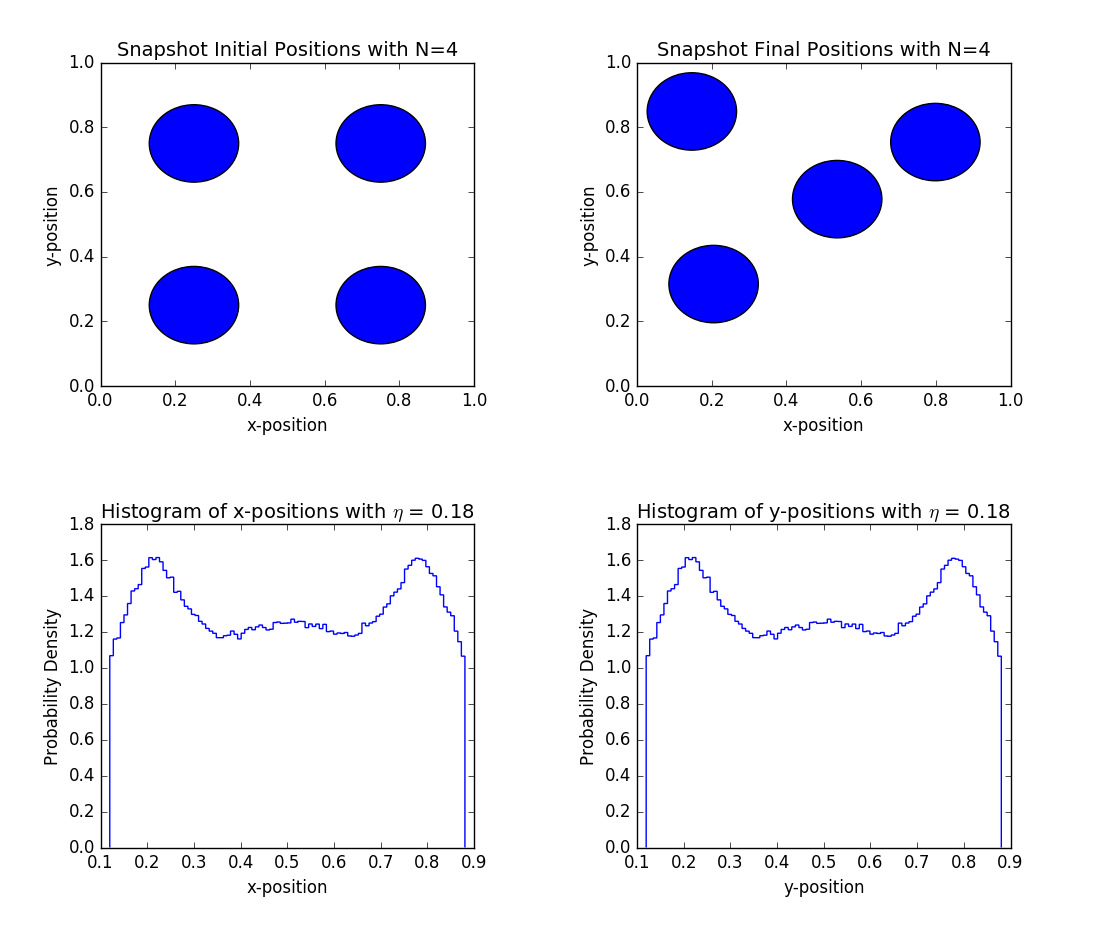 Snapshot Initial Positions with N=4
1.0
0.8
0.6
0.4
0.2
0.0
y-position
0.0 0.2 0.4 0.6 0.8 1.0
x-position
Snapshot Final Positions with N=4
1.0
0.8
0.6
0.4
0.2
0.0
y-position
0.0 0.2 0.4 0.6 0.8 1.0
x-position
Histogram of x-positions with η = 0.18
1.8
1.6
1.4
1.2
1.0
0.8
0.6
0.4
0.2
0.0
Probability Density
0.1 0.2 0.3 0.4 0.5 0.6 0.7 0.8 0.9
x-position
Histogram of y-positions with η = 0.18
1.8
1.6
1.4
1.2
1.0
0.8
0.6
0.4
0.2
0.0
Probability Density
0.1 0.2 0.3 0.4 0.5 0.6 0.7 0.8 0.9
y-position